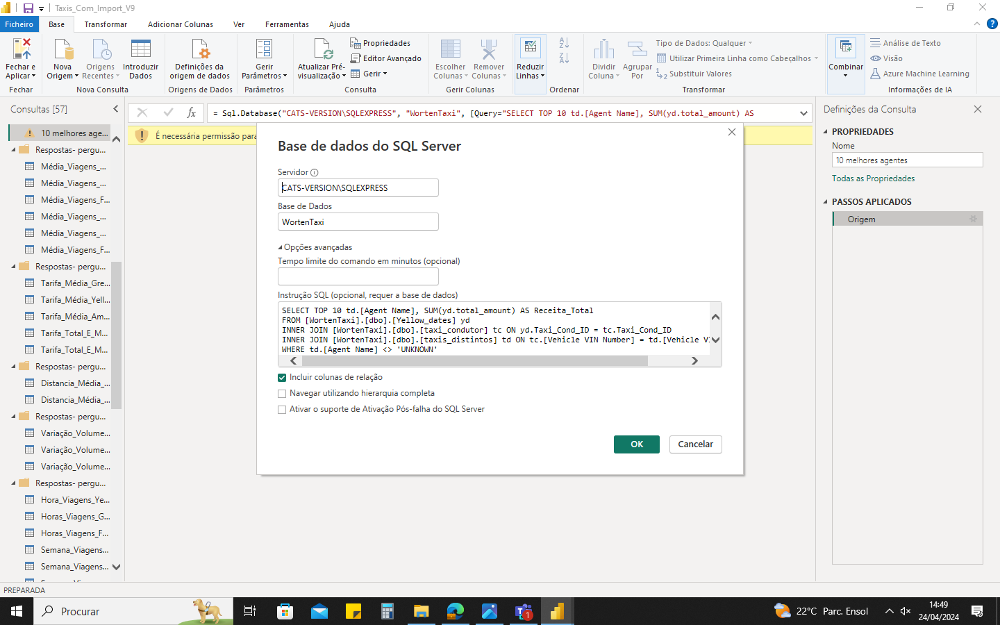 Taxis_Com_Import_V9
Ficheiro
Base
Transformar
Adicionar Colunas
Ver
Ferramentas
Ajuda
Fechar e
Aplicar
Fechar
Nova
Origem
Origens
Recentes
Introduzir
Dados
Nova Consulta
Definições da
origem de dados
Origens de Dados
Gerir
Parâmetros
Parâmetros
Atualizar Pré-
visualização
Propriedades
Editor Avançado
Gerir
Consulta
Escolher
Colunas
Remover
Colunas
Gerir Colunas
Reduzir
Linhas
Ordenar
Dividir
Coluna
Agrupar
Por
Tipo de Dados: Qualquer
Utilizar Primeira Linha como Cabeçalhos
Substituir Valores
Transformar
Combinar
Análise de Texto
Visão
Azure Machine Learning
Informações de IA
Consultas [57]
10 melhores age...
Respostas- pergu...
Média_Viagens_...
Média_Viagens_...
Média_Viagens_F...
Média_Viagens_...
Média_Viagens_...
Média_Viagens_F...
Respostas- pergu...
Tarifa_Média_Gre...
Tarifa_Média_Yell...
Tarifa_Média_Am...
Tarifa_Total_E_M...
Tarifa_Total_E_M...
Respostas- pergu...
Distancia_Média_...
Distancia_Média_...
Respostas- pergu...
Variação_Volume...
Variação_Volume...
Variação_Volume...
Respostas- pergu...
Hora_Viagens_Ye...
Horas_Viagens_G...
Horas_Viagens_F...
Semana_Viagens...
Semana_Viagens...
fx
= Sql.Database("CATS-VERSION\SQLEXPRESS", "WortenTaxi", [Query="SELECT TOP 10 td.[Agent Name], SUM(yd.total_amount) AS
É necessária permissão para
Base de dados do SQL Server
Servidor
CATS-VERSION\SQLEXPRESS
Base de Dados
WortenTaxi
Opções avançadas
Tempo limite do comando em minutos (opcional)
Instrução SQL (opcional, requer a base de dados)
SELECT TOP 10 td.[Agent Name], SUM(yd.total_amount) AS Receita_Total
FROM [WortenTaxi].[dbo].[Yellow_dates] yd
INNER JOIN [WortenTaxi].[dbo].[taxi_condutor] tc ON yd.Taxi_Cond_ID = tc.Taxi_Cond_ID
INNER JOIN [WortenTaxi].[dbo].[taxis_distintos] td ON tc.[Vehicle VIN Number] = td.[Vehicle VI
WHERE td.[Agent Name] <> 'UNKNOWN'
Incluir colunas de relação
Navegar utilizando hierarquia completa
Ativar o suporte de Ativação Pós-falha do SQL Server
OK
Cancelar
Definições da Consulta
PROPRIEDADES
Nome
10 melhores agentes
Todas as Propriedades
PASSOS APLICADOS
Origem
PREPARADA
Procurar
1
22°C Parc. Ensol
14:49
24/04/2024